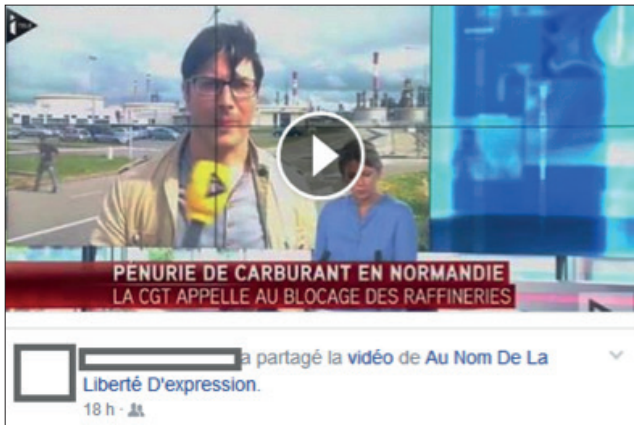 PÉNURIE DE CARBURANT EN NORMANDIE
LA CGT APPELLE AU BLOCAGE DES RAFFINERIES
a partagé la vidéo de Au Nom De La
Liberté D'expression.
18 h ·